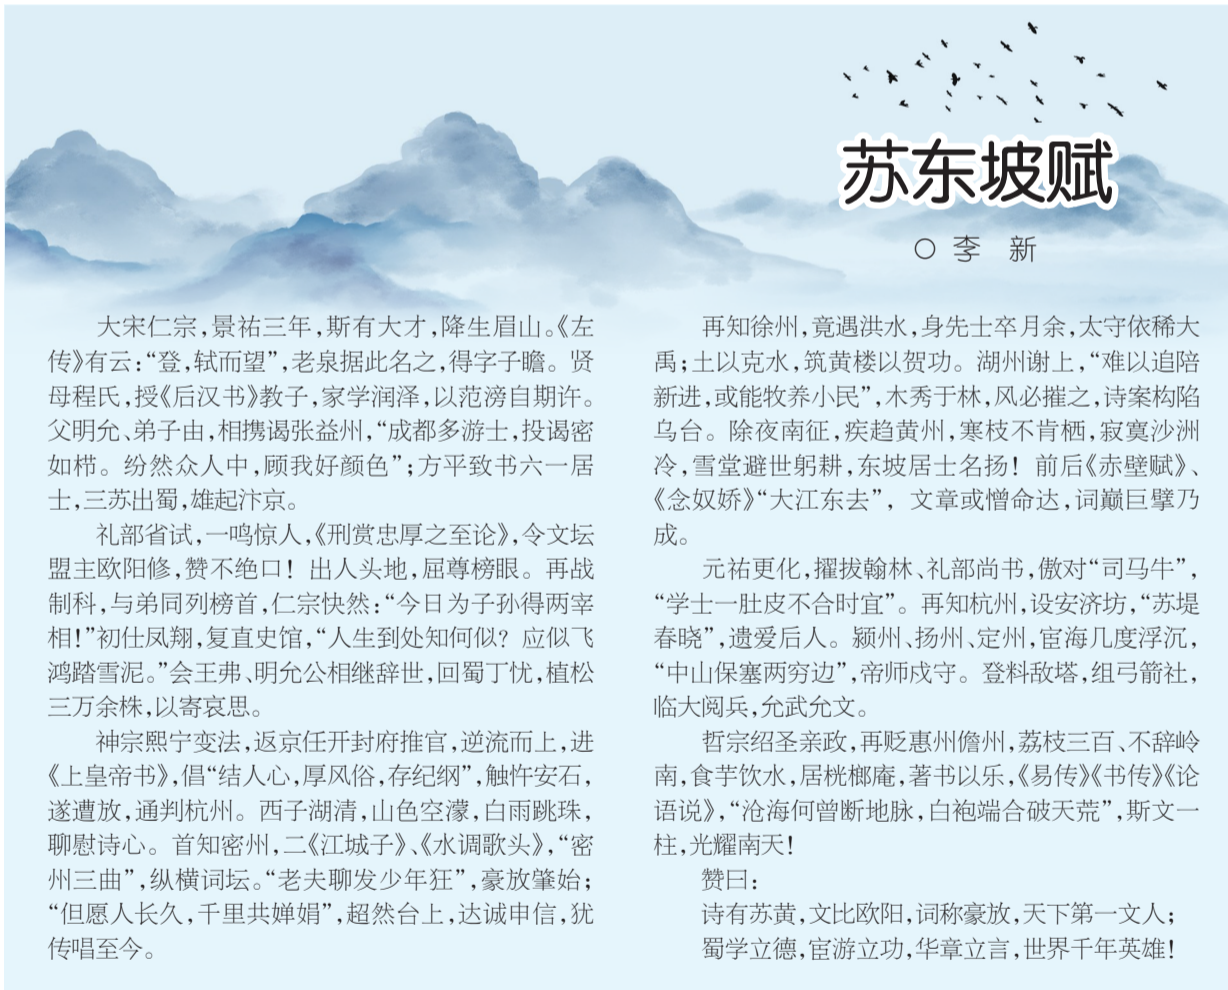 苏东坡赋
○ 李 新
大宋仁宗，景祐三年，斯有大才，降生眉山。《左
传》有云：“登，轼而望”，老泉据此名之，得字子瞻。贤
母程氏，授《后汉书》教子，家学润泽，以范滂自期许。
父明允、弟子由，相携谒张益州，“成都多游士，投谒密
如栉。纷然众人中，顾我好颜色”；方平致书六一居
士，三苏出蜀，雄起汴京。
礼部省试，一鸣惊人，《刑赏忠厚之至论》，令文坛
盟主欧阳修，赞不绝口！出人头地，屈尊榜眼。再战
制科，与弟同列榜首，仁宗快然：“今日为子孙得两宰
相！”初仕凤翔，复直史馆，“人生到处知何似？应似飞
鸿踏雪泥。”会王弗、明允公相继辞世，回蜀丁忧，植松
三万余株，以寄哀思。
神宗熙宁变法，返京任开封府推官，逆流而上，进
《上皇帝书》，倡“结人心，厚风俗，存纪纲”，触忤安石，
遂遭放，通判杭州。西子湖清，山色空濛，白雨跳珠，
聊慰诗心。首知密州，二《江城子》、《水调歌头》，“密
州三曲”，纵横词坛。“老夫聊发少年狂”，豪放肇始；
“但愿人长久，千里共婵娟”，超然台上，达诚申信，犹
传唱至今。
再知徐州，竟遇洪水，身先士卒月余，太守依稀大
禹；土以克水，筑黄楼以贺功。湖州谢上，“难以追陪
新进，或能牧养小民”，木秀于林，风必摧之，诗案构陷
乌台。除夜南征，疾趋黄州，寒枝不肯栖，寂寞沙洲
冷，雪堂避世躬耕，东坡居士名扬！前后《赤壁赋》、
《念奴娇》“大江东去”，文章或憎命达，词巅巨擘乃
成。
元祐更化，擢拔翰林、礼部尚书，傲对“司马牛”，
“学士一肚皮不合时宜”。再知杭州，设安济坊，“苏堤
春晓”，遗爱后人。颍州、扬州、定州，宦海几度浮沉，
“中山保塞两穷边”，帝师戍守。登料敌塔，组弓箭社，
临大阅兵，允武允文。
哲宗绍圣亲政，再贬惠州儋州，荔枝三百、不辞岭
南，食芋饮水，居桄榔庵，著书以乐，《易传》《书传》《论
语说》，“沧海何曾断地脉，白袍端合破天荒”，斯文一
柱，光耀南天！
赞曰：
诗有苏黄，文比欧阳，词称豪放，天下第一文人；
蜀学立德，宦游立功，华章立言，世界千年英雄！